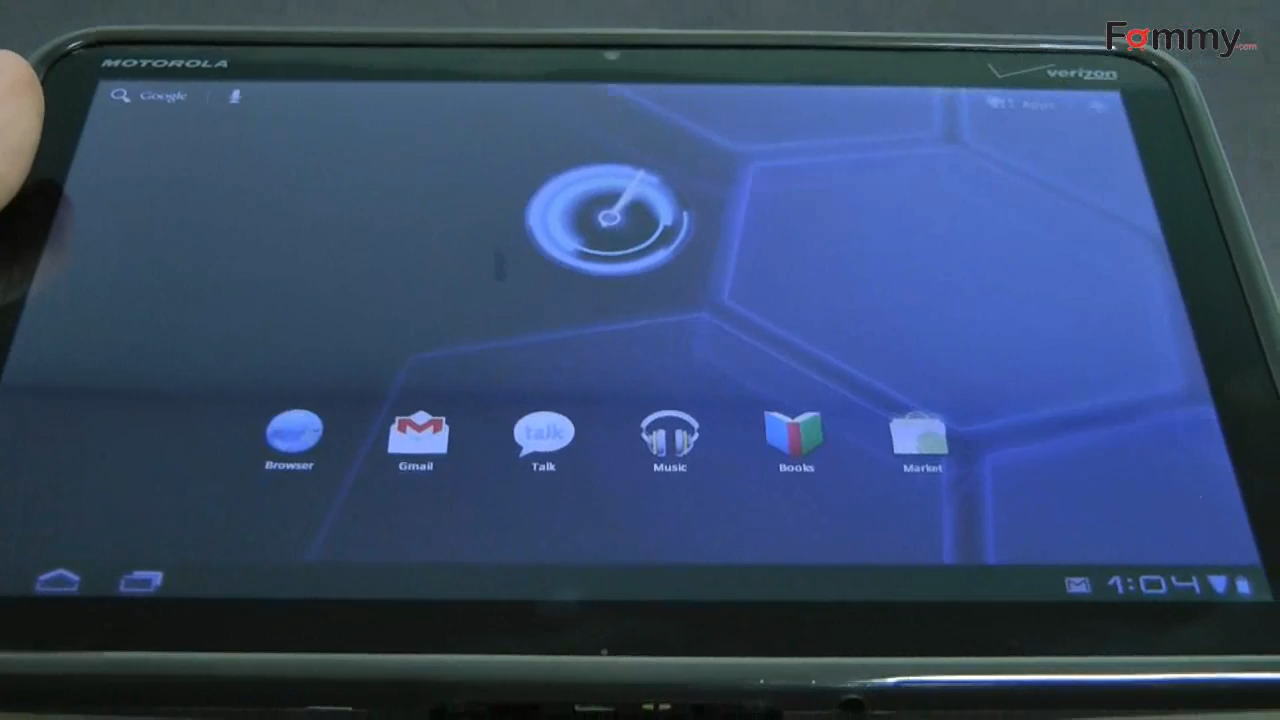 Fommy.com
MOTOROLA
verizon
Google
Apps
talk
Browser
Gmail
Talk
Music
Books
Market
1:04